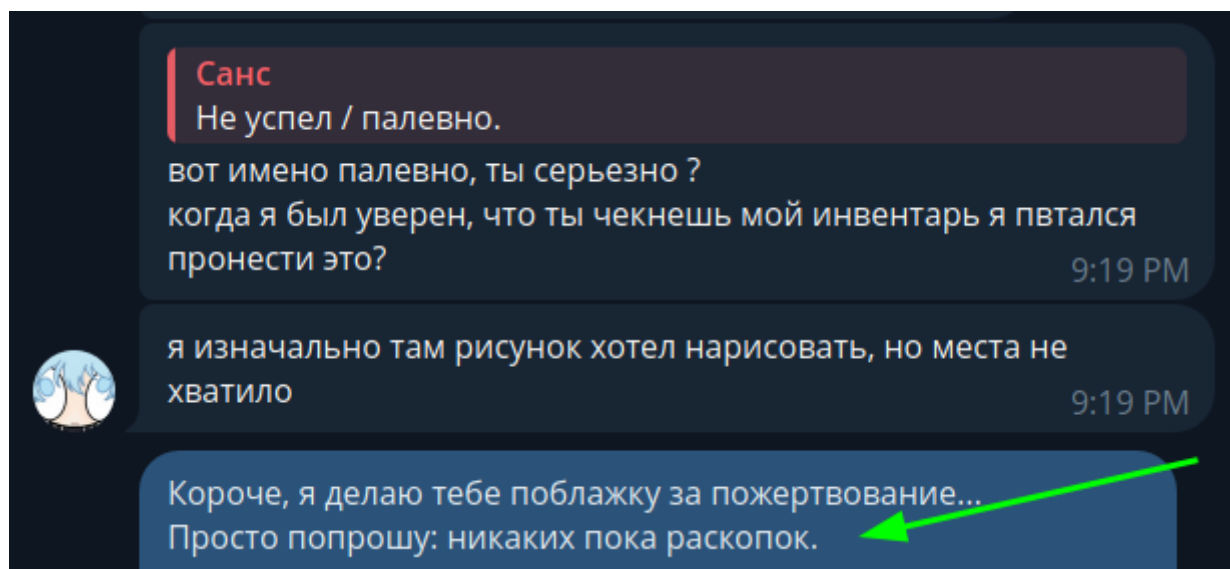 Санс
Не успел / палевно.
вот имено палевно, ты серьезно ?
когда я был уверен, что ты чекнешь мой инвентарь я пвтался
пронести это?
9:19 PM
я изначально там рисунок хотел нарисовать, но места не
хватило
9:19 PM
Короче, я делаю тебе поблажку за пожертвование...
Просто попрошу: никаких пока раскопок.